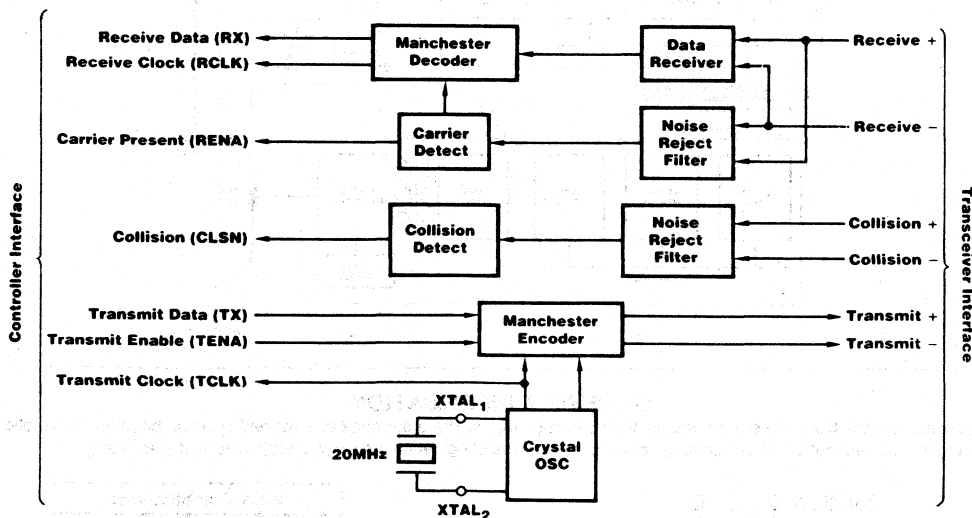 Receive Data (RX)
Receive Clock (RCLK)
Manchester
Decoder
Data
Receiver
Receive +
Carrier Present (RENA)
Carrier
Detect
Noise
Reject
Filter
Receive −
Collision (CLSN)
Collision
Detect
Noise
Reject
Filter
Collision +
Collision −
Transmit Data (TX)
Transmit Enable (TENA)
Manchester
Encoder
Transmit +
Transmit −
Transmit Clock (TCLK)
XTAL1
20MHz
Crystal
OSC
XTAL2
Controller Interface
Transceiver Interface